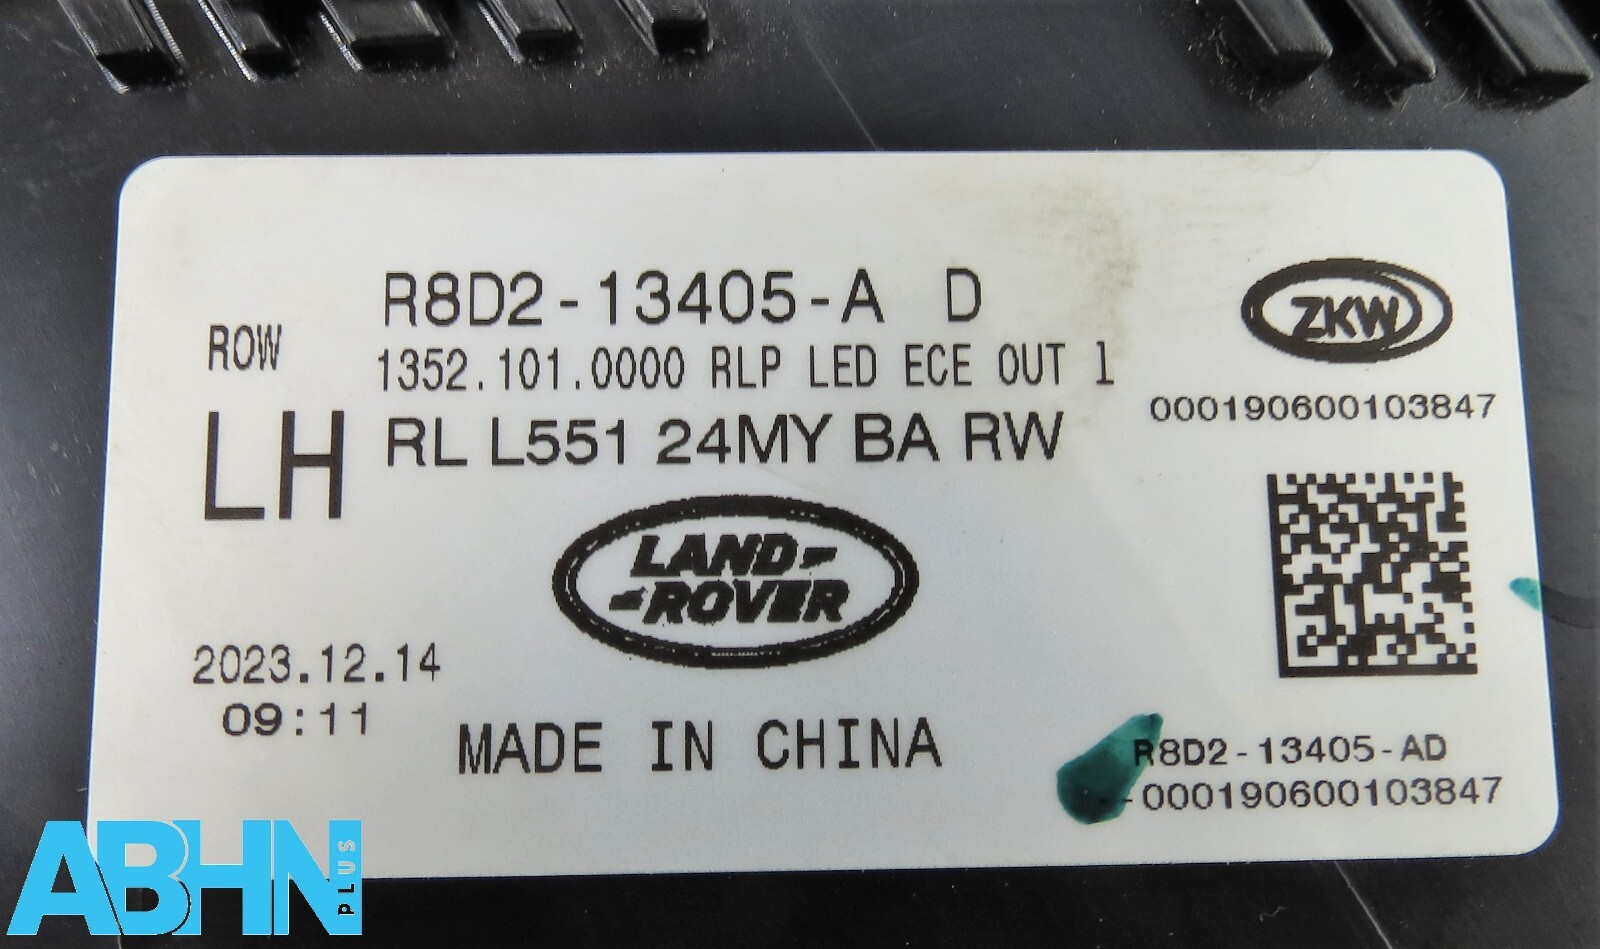 R8D2-13405-A D
ROW
1352.101.0000 RLP LED ECE OUT 1
LH
RL L551 24MY BA RW
ZKW
000190600103847
LAND-
-ROVER
2023.12.14
09:11
MADE IN CHINA
R8D2-13405-AD
-000190600103847
ABHN
PLUS